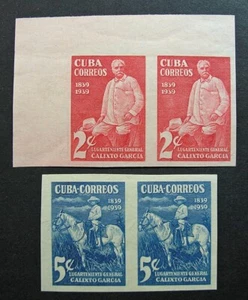 CUBA CUBA
CORREOS CORREOS
1839 1839
1939 1939
2¢ 2¢
LUGARTENIENTE GENERAL LUGARTENIENTE GENERAL
CALIXTO GARCIA CALIXTO GARCIA
CUBA·CORREOS CUBA·CORREOS
1839 1839
1939 1939
5¢ 5¢
LUGARTENIENTE GENERAL LUGARTENIENTE GENERAL
CALIXTO GARCIA CALIXTO GARCIA